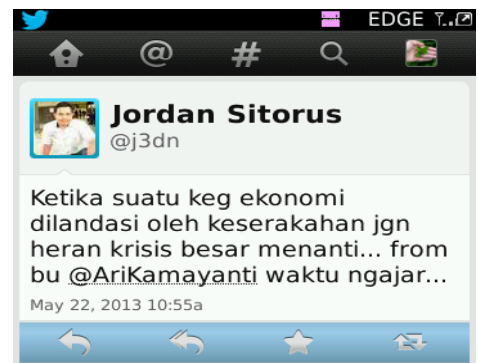 EDGE
@ #
Jordan Sitorus
@j3dn
Ketika suatu keg ekonomi
dilandasi oleh keserakahan jgn
heran krisis besar menanti... from
bu @AriKamayanti waktu ngajar...
May 22, 2013 10:55a